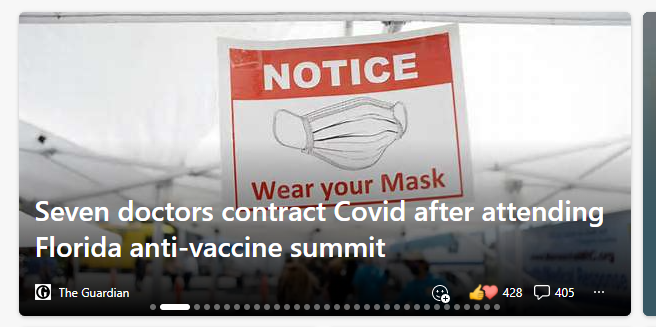 NOTICE
Wear your Mask
Seven doctors contract Covid after attending
Florida anti-vaccine summit
The Guardian
428
405